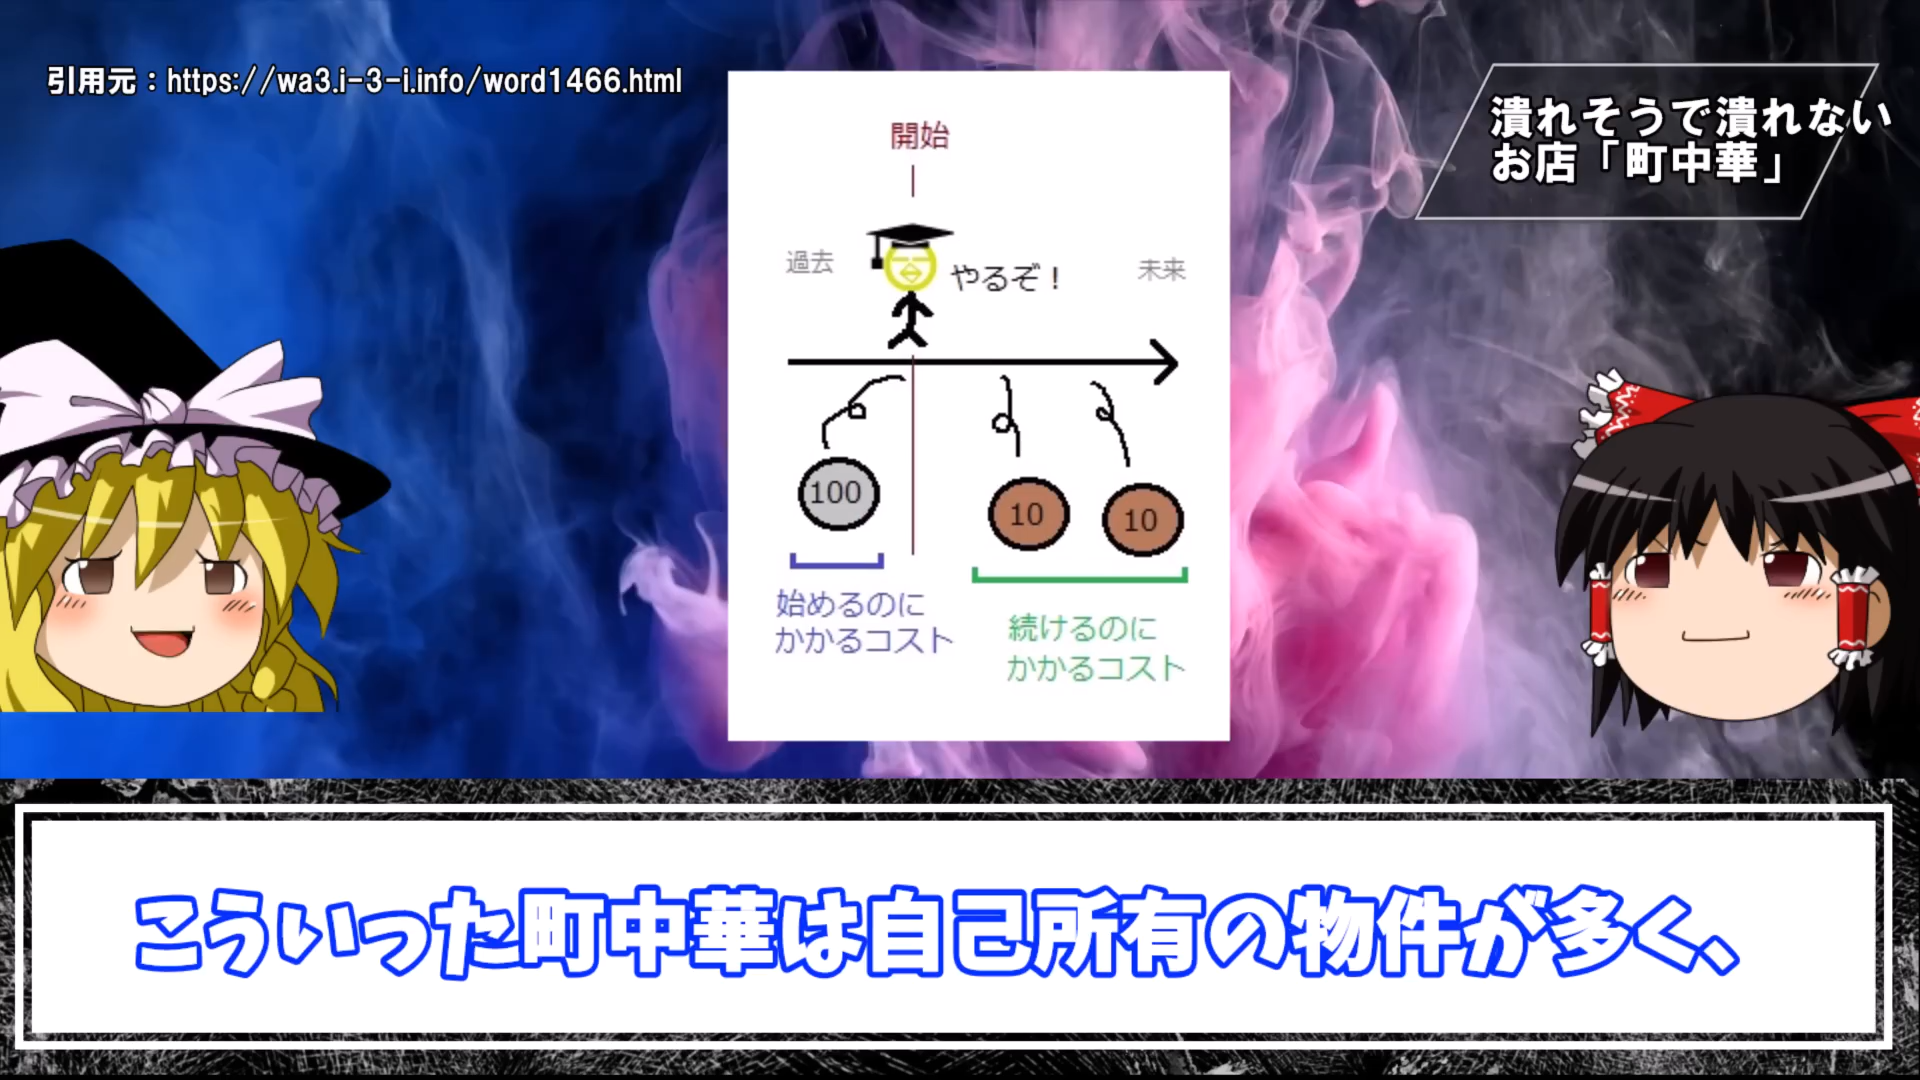 引用元：https://wa3.i-3-i.info/word1466.html
潰れそうで潰れない
お店「町中華」
開始
過去
やるぞ！
未来
100
10
10
始めるのに
かかるコスト
続けるのに
かかるコスト
こういった町中華は自己所有の物件が多く、